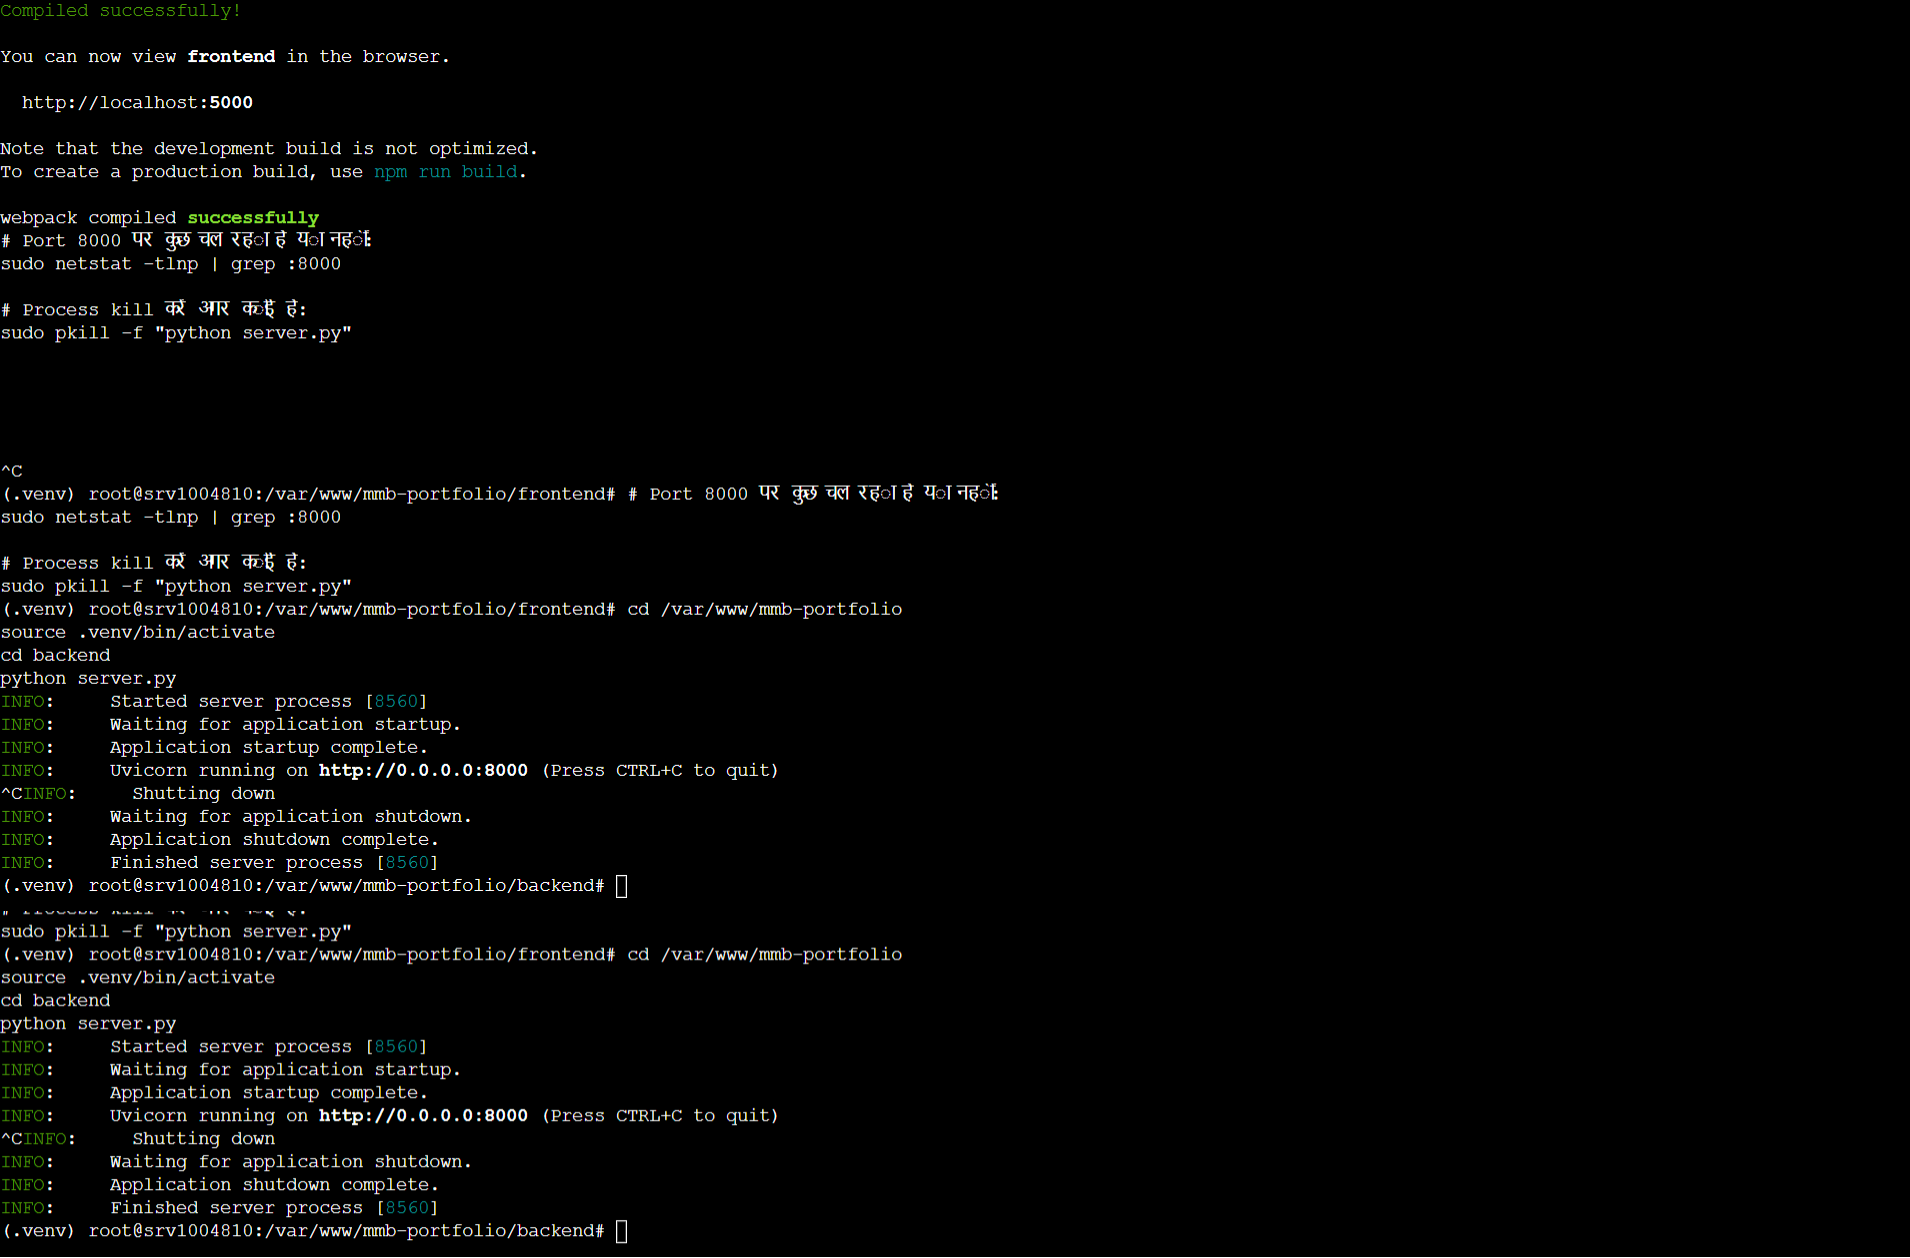 Compiled successfully!
You can now view frontend in the browser.
http://localhost:5000
Note that the development build is not optimized.
To create a production build, use npm run build.
webpack compiled successfully
# Port 8000 पर कुछ चल रहा है या नहीं:
sudo netstat -tlnp | grep :8000
# Process kill करें अगर कोई है:
sudo pkill -f "python server.py"
^C
(.venv) root@srv1004810:/var/www/mmb-portfolio/frontend# # Port 8000 पर कुछ चल रहा है या नहीं:
sudo netstat -tlnp | grep :8000
# Process kill करें अगर कोई है:
sudo pkill -f "python server.py"
(.venv) root@srv1004810:/var/www/mmb-portfolio/frontend# cd /var/www/mmb-portfolio
source .venv/bin/activate
cd backend
python server.py
INFO:     Started server process [8560]
INFO:     Waiting for application startup.
INFO:     Application startup complete.
INFO:     Uvicorn running on http://0.0.0.0:8000 (Press CTRL+C to quit)
^CINFO:     Shutting down
INFO:     Waiting for application shutdown.
INFO:     Application shutdown complete.
INFO:     Finished server process [8560]
(.venv) root@srv1004810:/var/www/mmb-portfolio/backend#
sudo pkill -f "python server.py"
(.venv) root@srv1004810:/var/www/mmb-portfolio/frontend# cd /var/www/mmb-portfolio
source .venv/bin/activate
cd backend
python server.py
INFO:     Started server process [8560]
INFO:     Waiting for application startup.
INFO:     Application startup complete.
INFO:     Uvicorn running on http://0.0.0.0:8000 (Press CTRL+C to quit)
^CINFO:     Shutting down
INFO:     Waiting for application shutdown.
INFO:     Application shutdown complete.
INFO:     Finished server process [8560]
(.venv) root@srv1004810:/var/www/mmb-portfolio/backend#